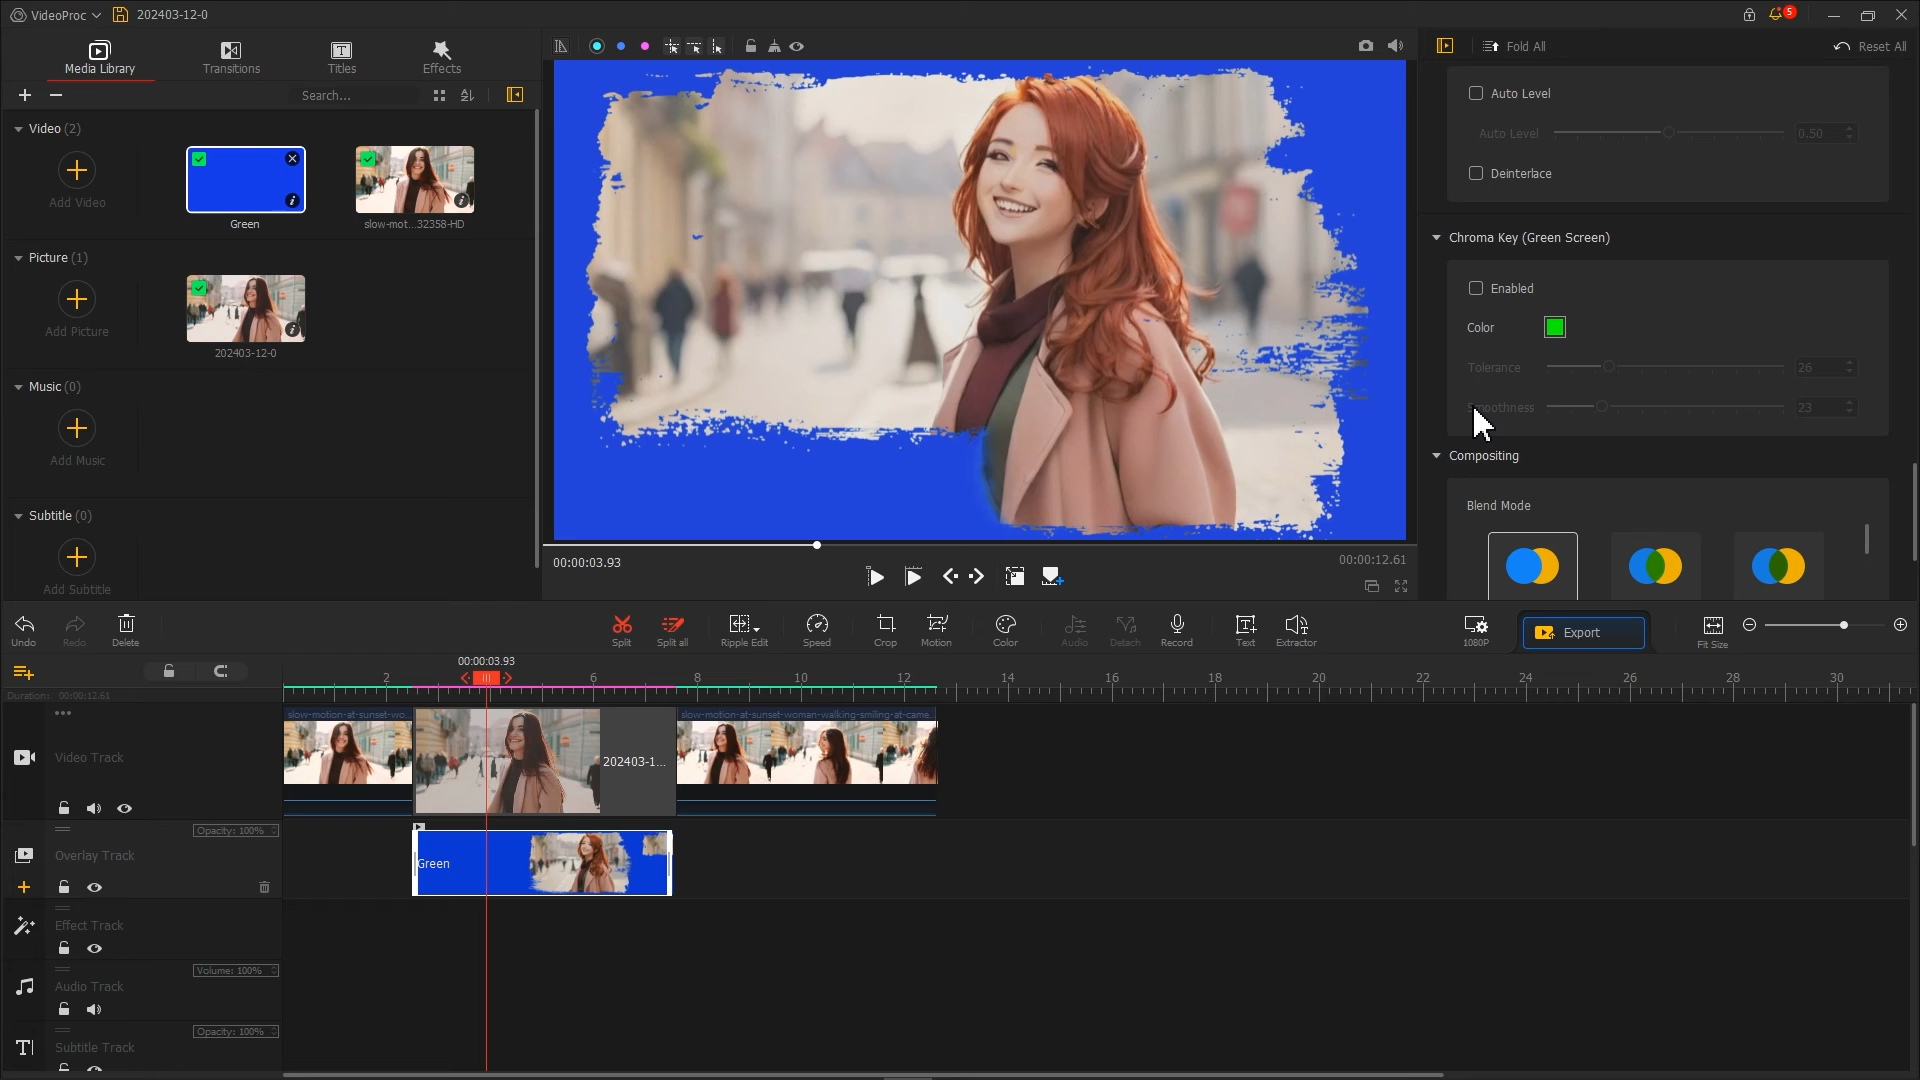 VideoProc
202403-12-0
5
Media Library
Transitions
Titles
Effects
Search...
Video (2)
Add Video
Green
slow-mot...32358-HD
Picture (1)
Add Picture
202403-12-0
Music (0)
Add Music
Subtitle (0)
Add Subtitle
00:00:03.93
00:00:12.61
Fold All
Reset All
Auto Level
Auto Level
0.50
Deinterlace
Chroma Key (Green Screen)
Enabled
Color
Tolerance
26
Smoothness
23
Compositing
Blend Mode
Undo
Redo
Delete
Split
Split all
Ripple Edit
Speed
Crop
Motion
Color
Audio
Detach
Record
Text
Extractor
1080P
Export
Fit Size
00:00:03.93
2
6
8
10
12
14
16
18
20
22
24
26
28
30
Duration: 00:00:12.61
slow-motion-at-sunset-wo...
slow-motion-at-sunset-woman-walking-smiling-at-came...
Video Track
202403-1...
Opacity: 100%
Overlay Track
Green
Effect Track
Volume: 100%
Audio Track
Opacity: 100%
Subtitle Track